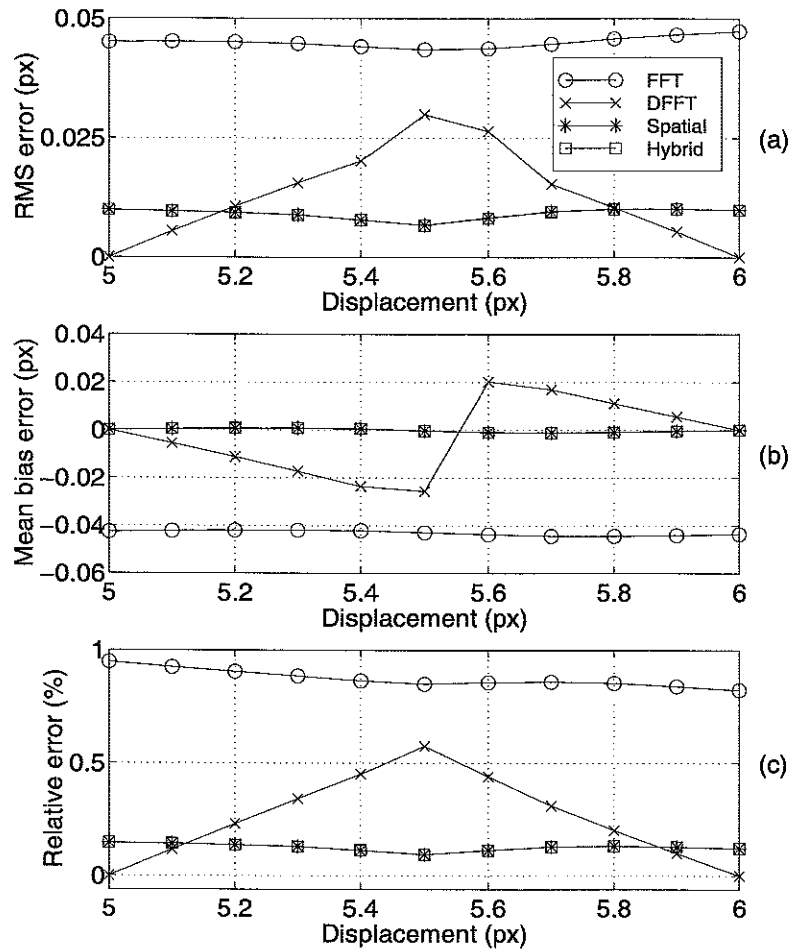 0.05
0.025
0
RMS error (px)
FFT
DFFT
Spatial
Hybrid
(a)
5
5.2
5.4
5.6
5.8
6
Displacement (px)
0.04
0.02
0
−0.02
−0.04
−0.06
Mean bias error (px)
(b)
5
5.2
5.4
5.6
5.8
6
Displacement (px)
1
0.5
0
Relative error (%)
(c)
5
5.2
5.4
5.6
5.8
6
Displacement (px)